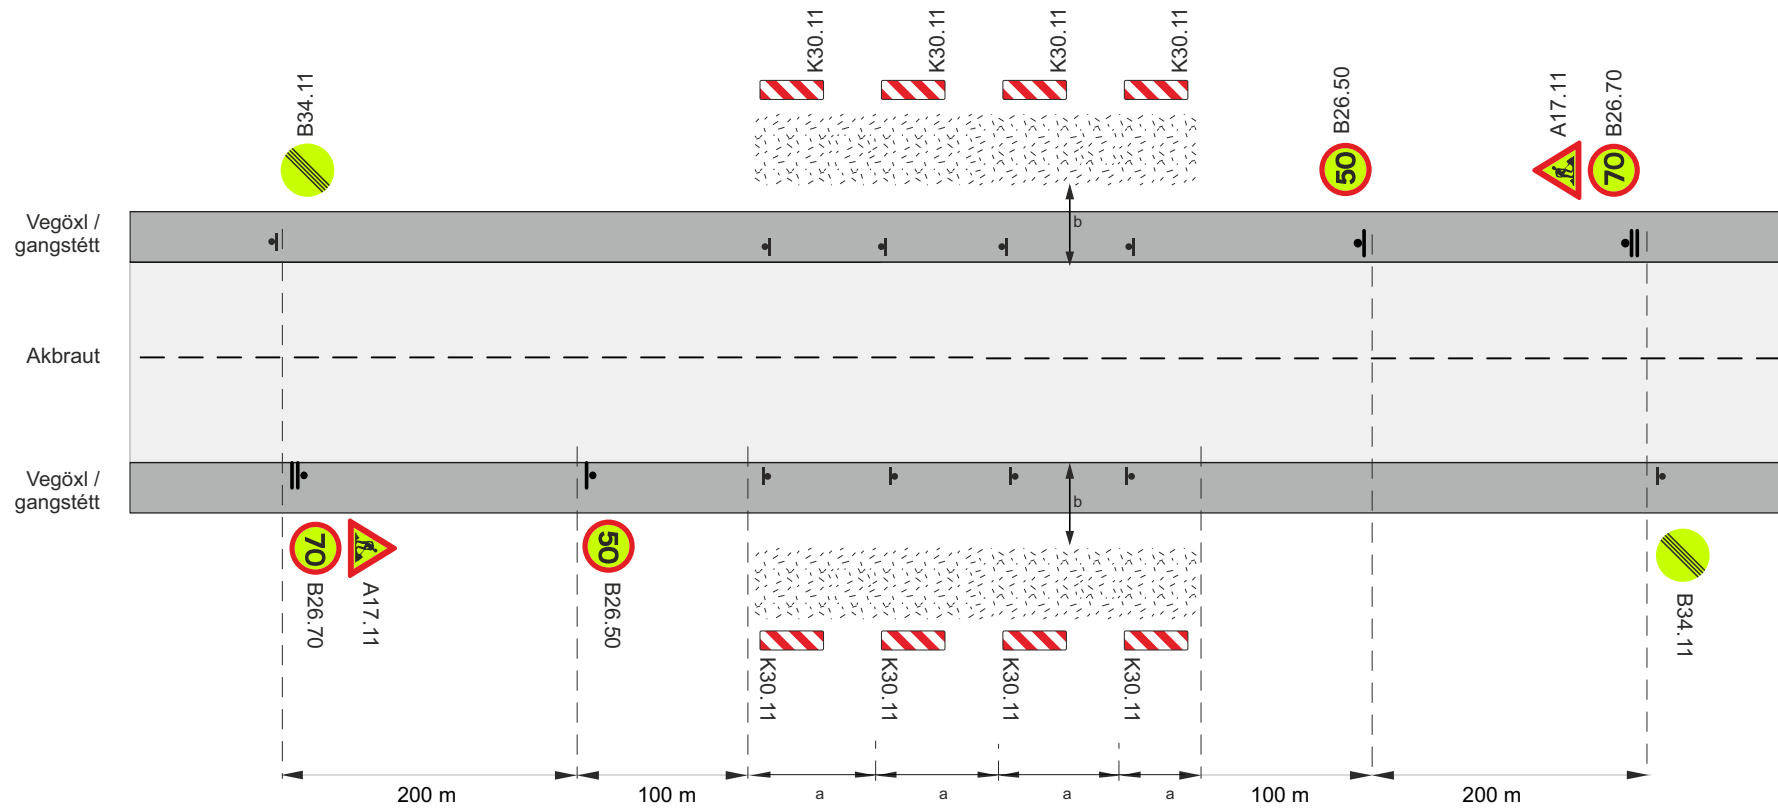 K30.11
K30.11
K30.11
K30.11
B34.11
B26.50
A17.11
B26.70
50
70
Vegöxl /
gangstétt
b
Akbraut
Vegöxl /
gangstétt
b
70
50
B26.70
A17.11
B26.50
B34.11
K30.11
K30.11
K30.11
K30.11
200 m
100 m
a
a
a
a
100 m
200 m